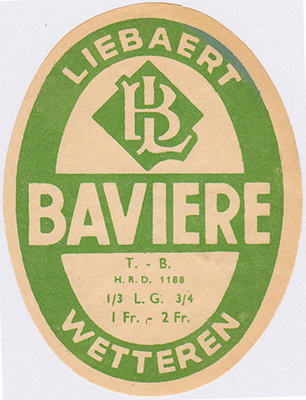 LIEBAERT
BL
BAVIERE
T. - B.
H.R.D. 1188
1/3 L. G. 3/4
1 Fr. - 2 Fr.
WETTEREN